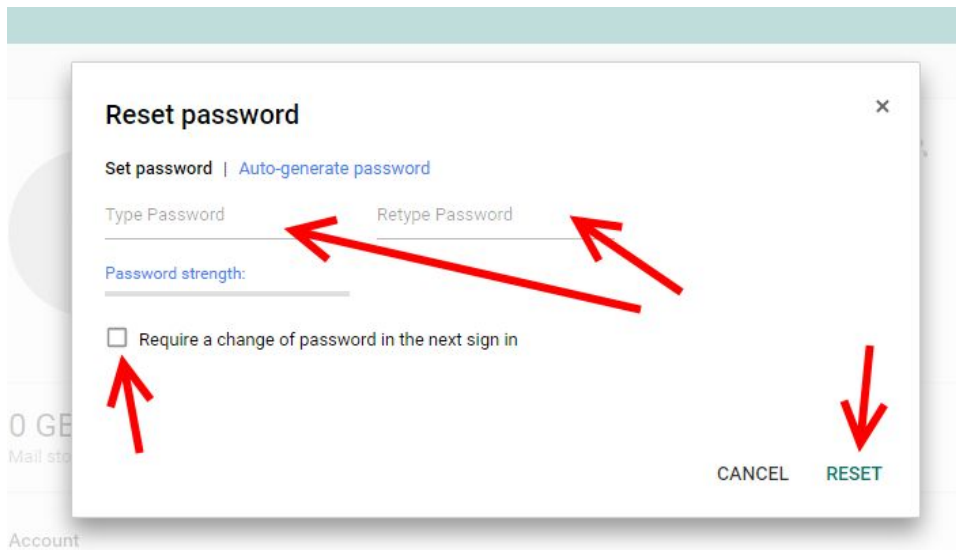 Reset password
×
Set password | Auto-generate password
Type Password Retype Password
Password strength:
Require a change of password in the next sign in
0 GB
Mail sto
CANCEL RESET
Account